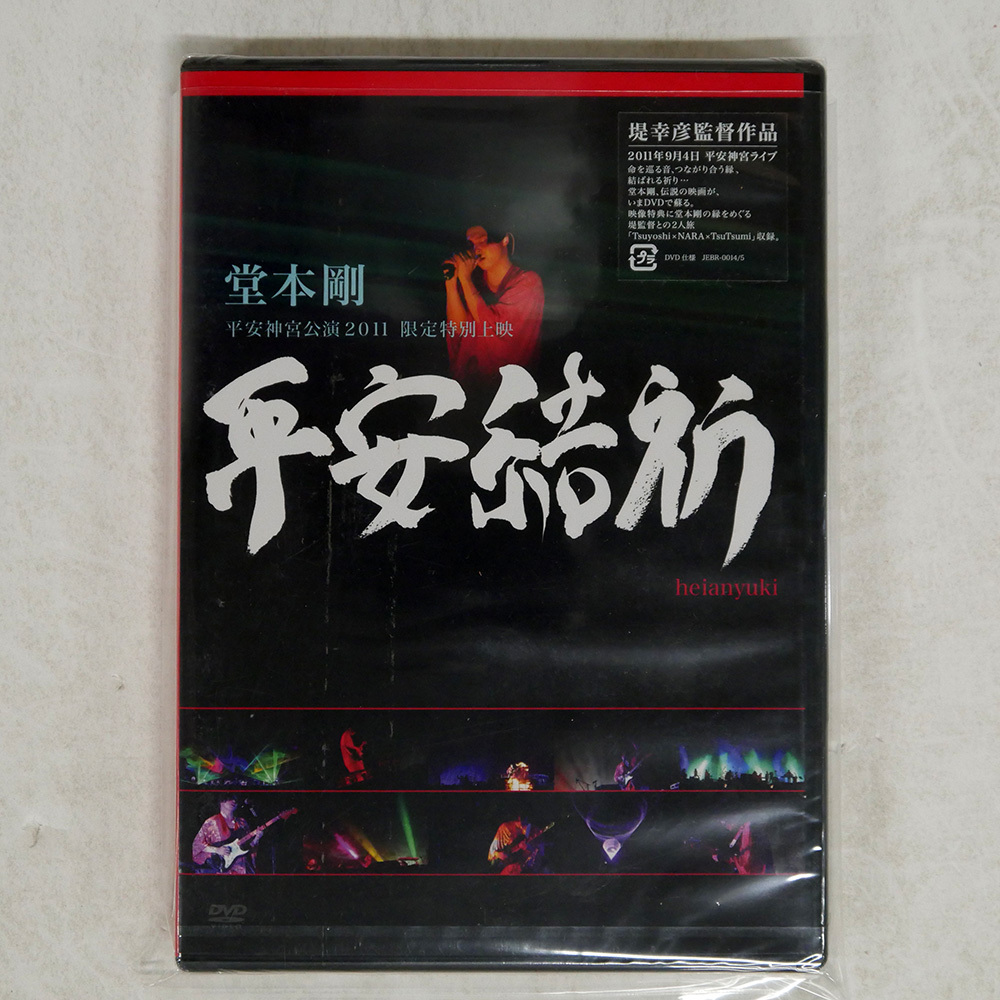 堤幸彦監督作品
2011年9月4日 平安神宮ライブ
命を巡る音、つながり合う縁、
結ばれる祈り…
堂本剛、伝説の映画が、
いまDVDで蘇る。
映像特典に堂本剛の縁をめぐる
堤監督との2人旅
「Tsuyoshi×NARA×TsuTsumi」収録。
プラ DVD仕様 JEBR-0014/5
堂本剛
平安神宮公演2011 限定特別上映
平安結祈
heianyuki
DVD